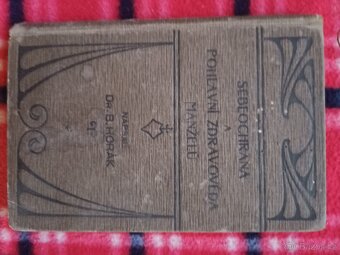 SEBEOCHRANA
A
POHLAVNÍ ZDRAVOVĚDA
MANŽELŮ
NAPSAL
DR. B. HORÁK